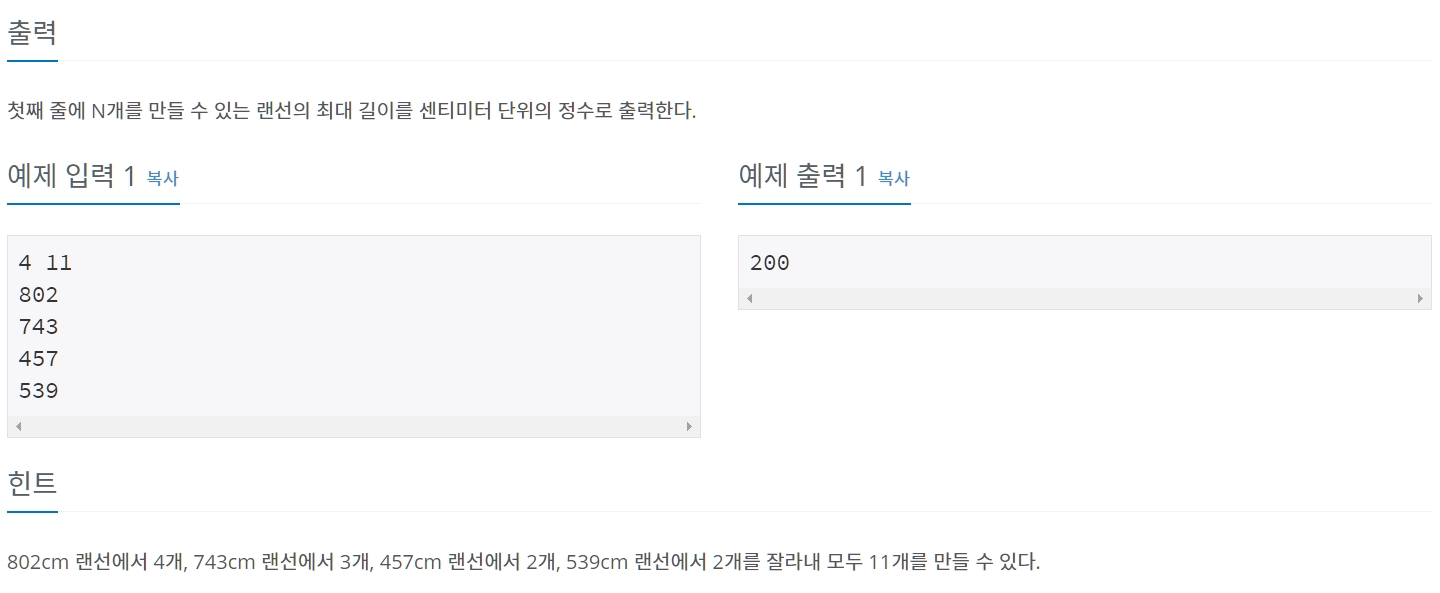 출력
첫째 줄에 N개를 만들 수 있는 랜선의 최대 길이를 센티미터 단위의 정수로 출력한다.
예제 입력 1 복사
4 11
802
743
457
539
예제 출력 1 복사
200
힌트
802cm 랜선에서 4개, 743cm 랜선에서 3개, 457cm 랜선에서 2개, 539cm 랜선에서 2개를 잘라내 모두 11개를 만들 수 있다.